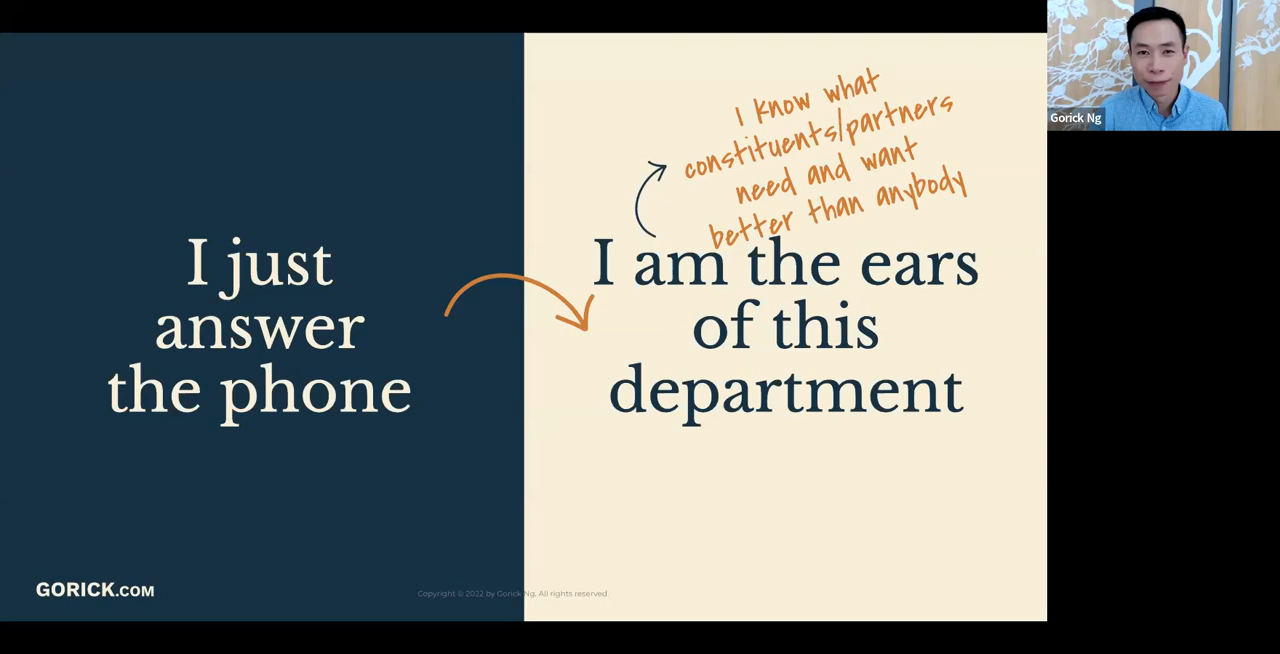 I just
answer
the phone
I know what
constituents/partners
need and want
better than anybody
I am the ears
of this
department
GORICK.COM
Copyright © 2022 by Gorick Ng. All rights reserved.
Gorick Ng